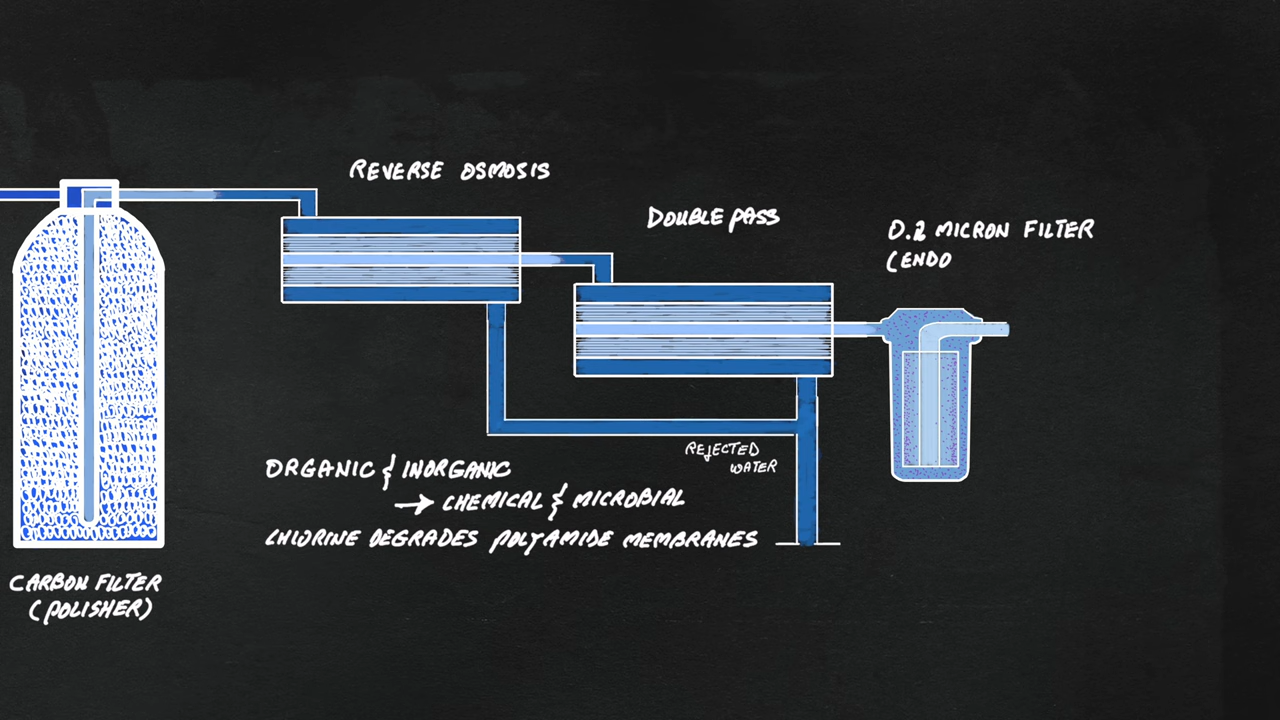 REVERSE OSMOSIS
DOUBLE PASS
0.2 MICRON FILTER
(ENDO
REJECTED
WATER
ORGANIC & INORGANIC
→ CHEMICAL & MICROBIAL
CHLORINE DEGRADES POLYAMIDE MEMBRANES
CARBON FILTER
(POLISHER)